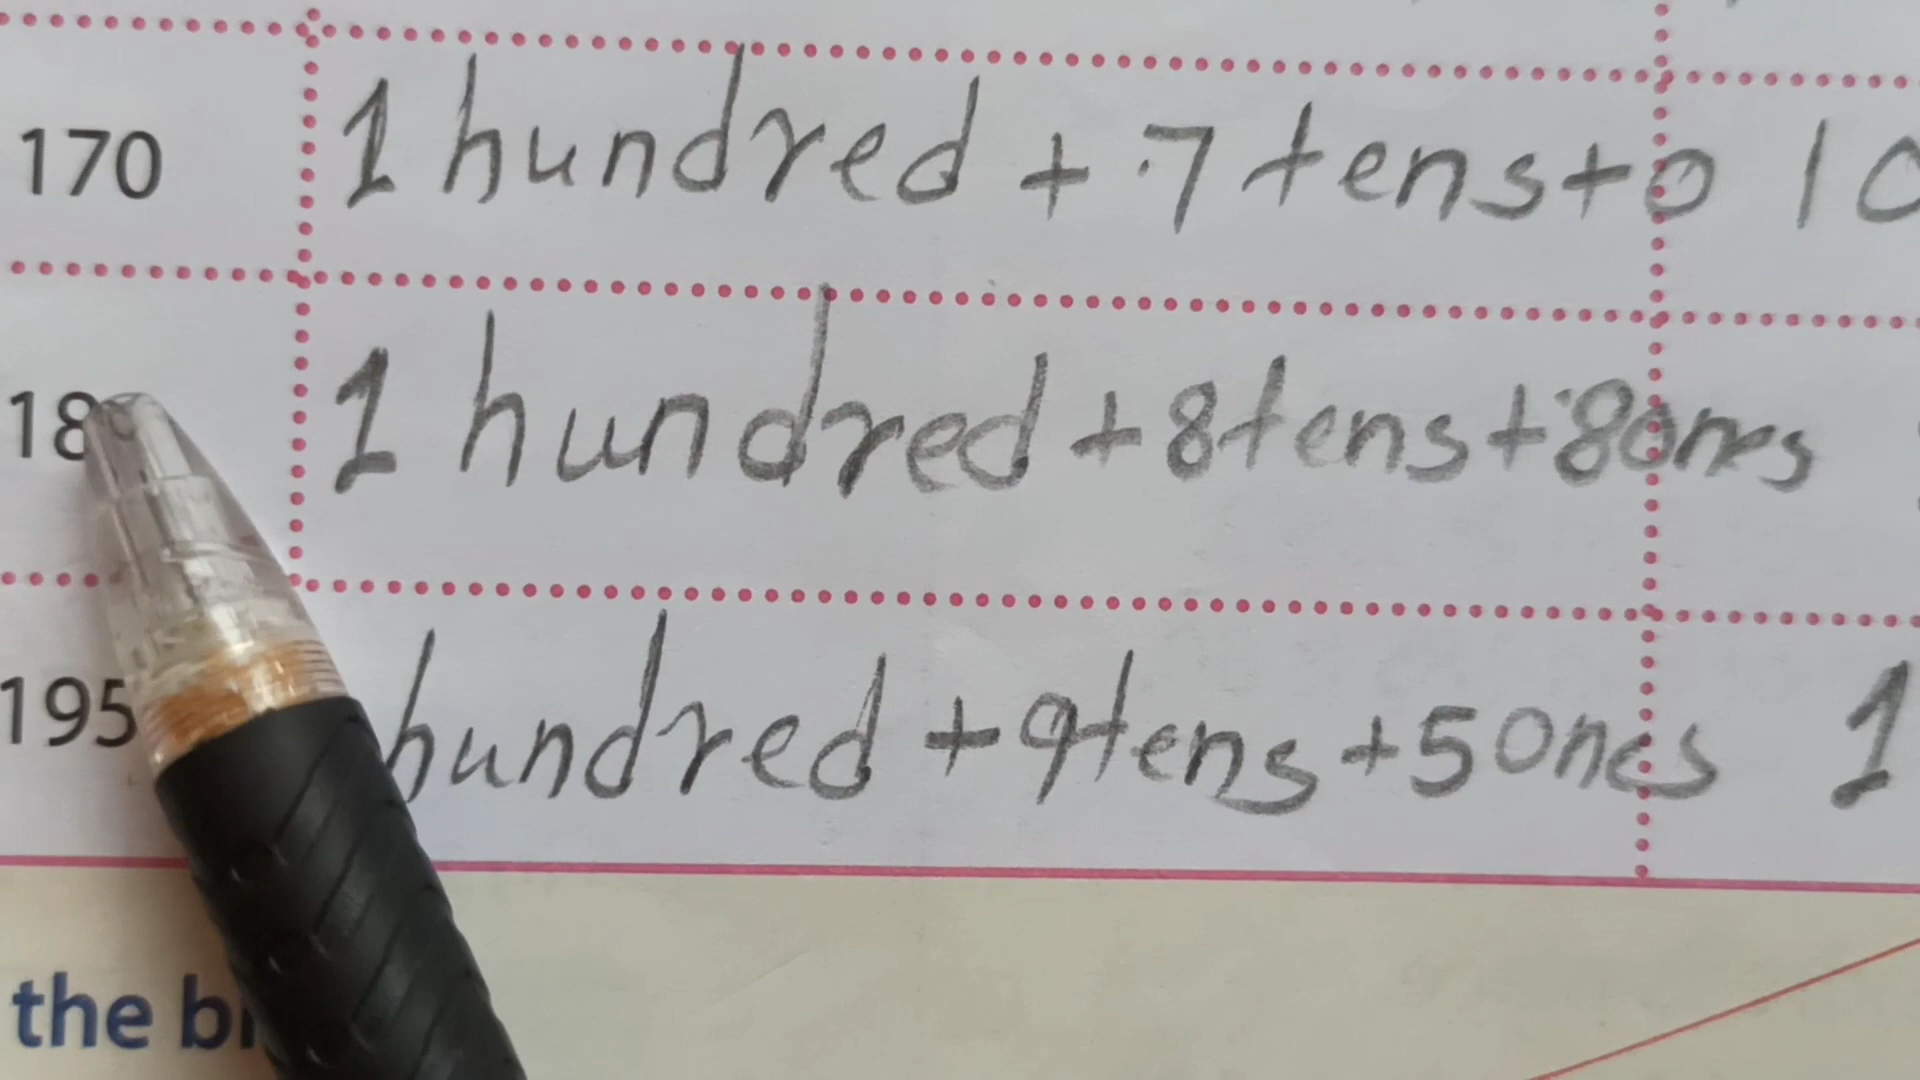 170 1 hundred + 7 tens + 0 10
18 1 hundred + 8 tens + 8 ones
195 hundred + 9 tens + 5 ones 1
the b